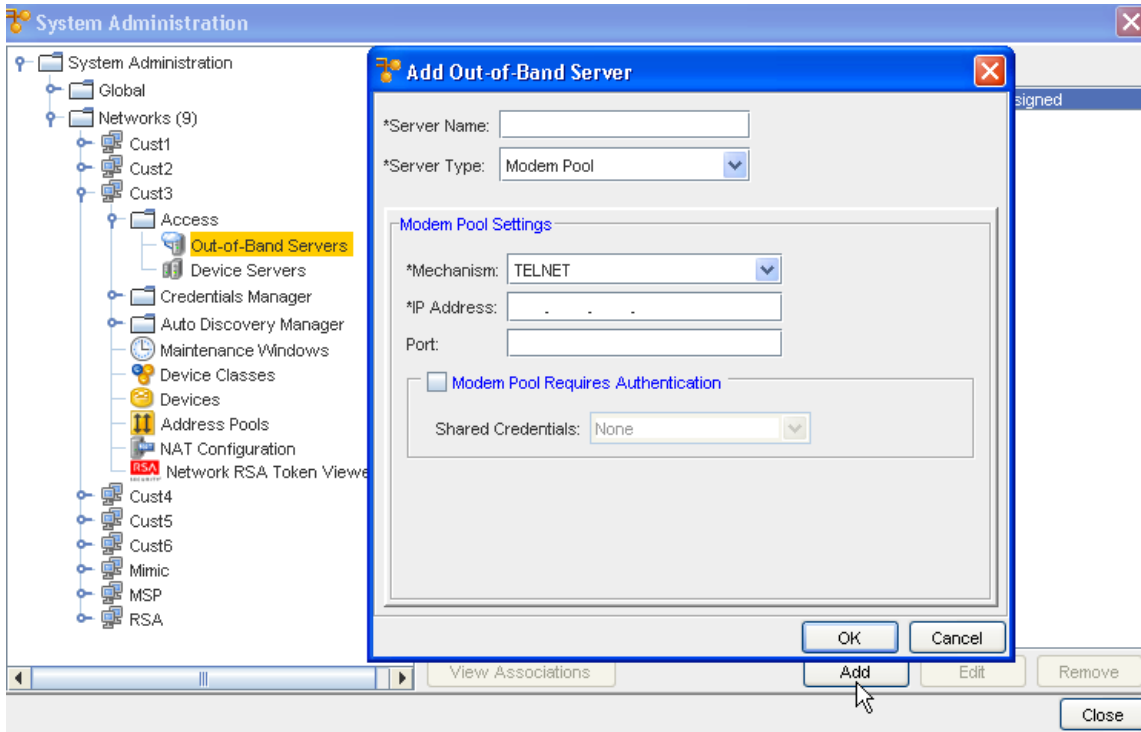 System Administration
System Administration
Global
Networks (9)
Cust1
Cust2
Cust3
Access
Out-of-Band Servers
Device Servers
Credentials Manager
Auto Discovery Manager
Maintenance Windows
Device Classes
Devices
Address Pools
NAT Configuration
RSA SECURITY Network RSA Token Viewe
Cust4
Cust5
Cust6
Mimic
MSP
RSA
Add Out-of-Band Server
signed
*Server Name:
*Server Type: Modem Pool
Modem Pool Settings
*Mechanism: TELNET
*IP Address: . . .
Port:
Modem Pool Requires Authentication
Shared Credentials: None
OK Cancel
View Associations Add Edit Remove
Close